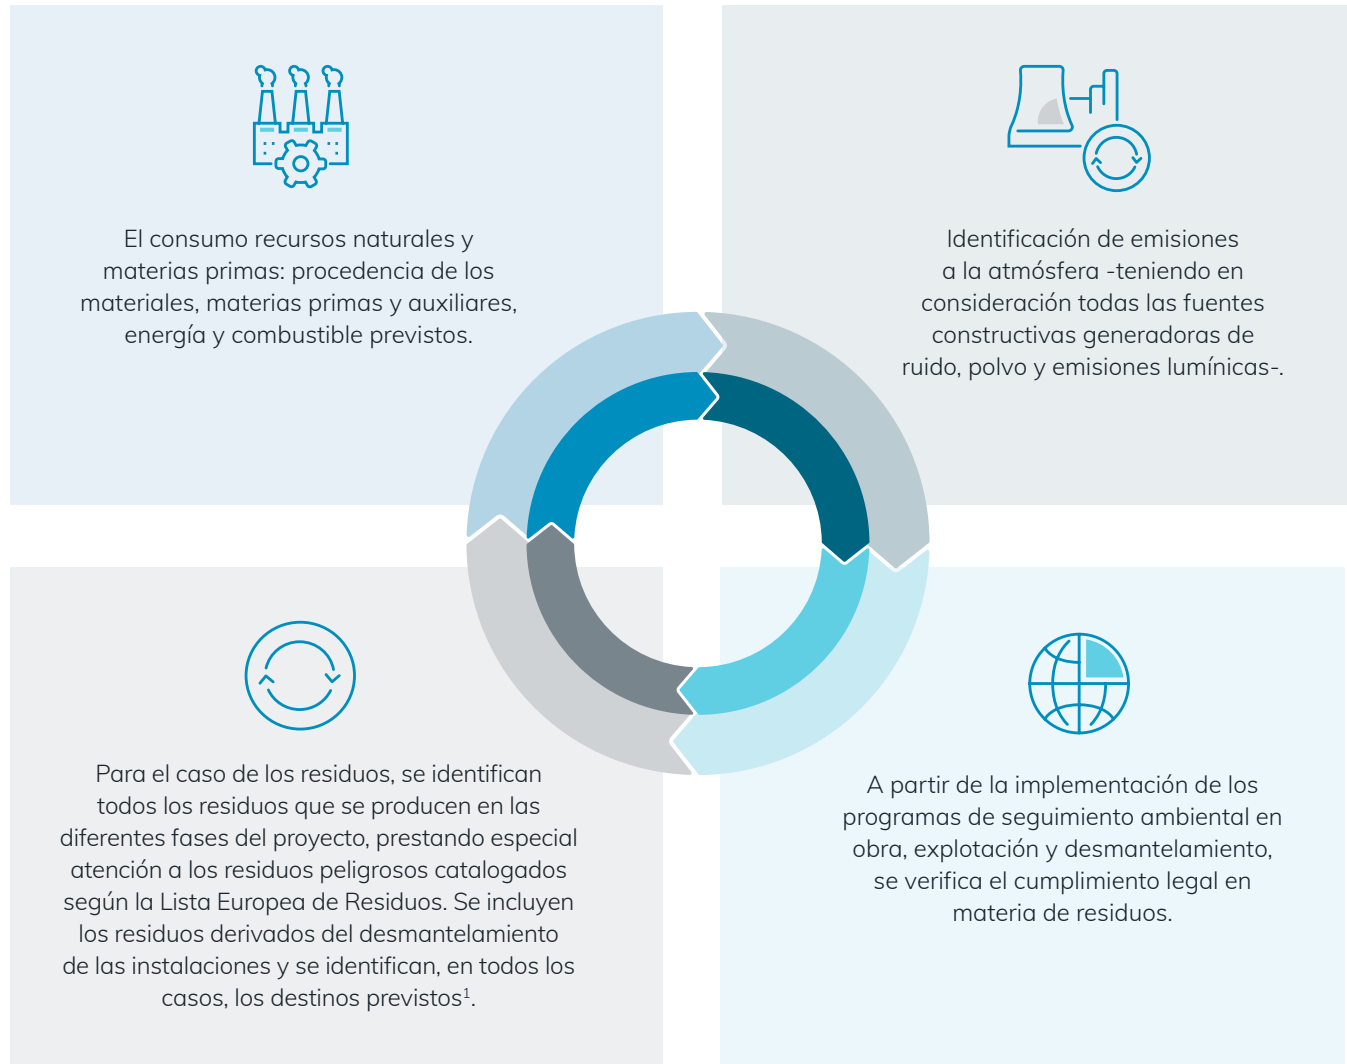 El consumo recursos naturales y
materias primas: procedencia de los
materiales, materias primas y auxiliares,
energía y combustible previstos.
Identificación de emisiones
a la atmósfera -teniendo en
consideración todas las fuentes
constructivas generadoras de
ruido, polvo y emisiones lumínicas-.
Para el caso de los residuos, se identifican
todos los residuos que se producen en las
diferentes fases del proyecto, prestando especial
atención a los residuos peligrosos catalogados
según la Lista Europea de Residuos. Se incluyen
los residuos derivados del desmantelamiento
de las instalaciones y se identifican, en todos los
casos, los destinos previstos¹.
A partir de la implementación de los
programas de seguimiento ambiental en
obra, explotación y desmantelamiento,
se verifica el cumplimiento legal en
materia de residuos.